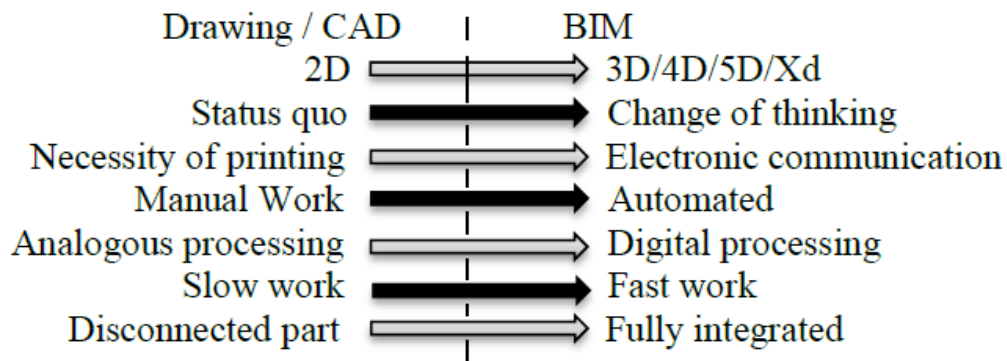 Drawing / CAD BIM
2D 3D/4D/5D/Xd
Status quo Change of thinking
Necessity of printing Electronic communication
Manual Work Automated
Analogous processing Digital processing
Slow work Fast work
Disconnected part Fully integrated